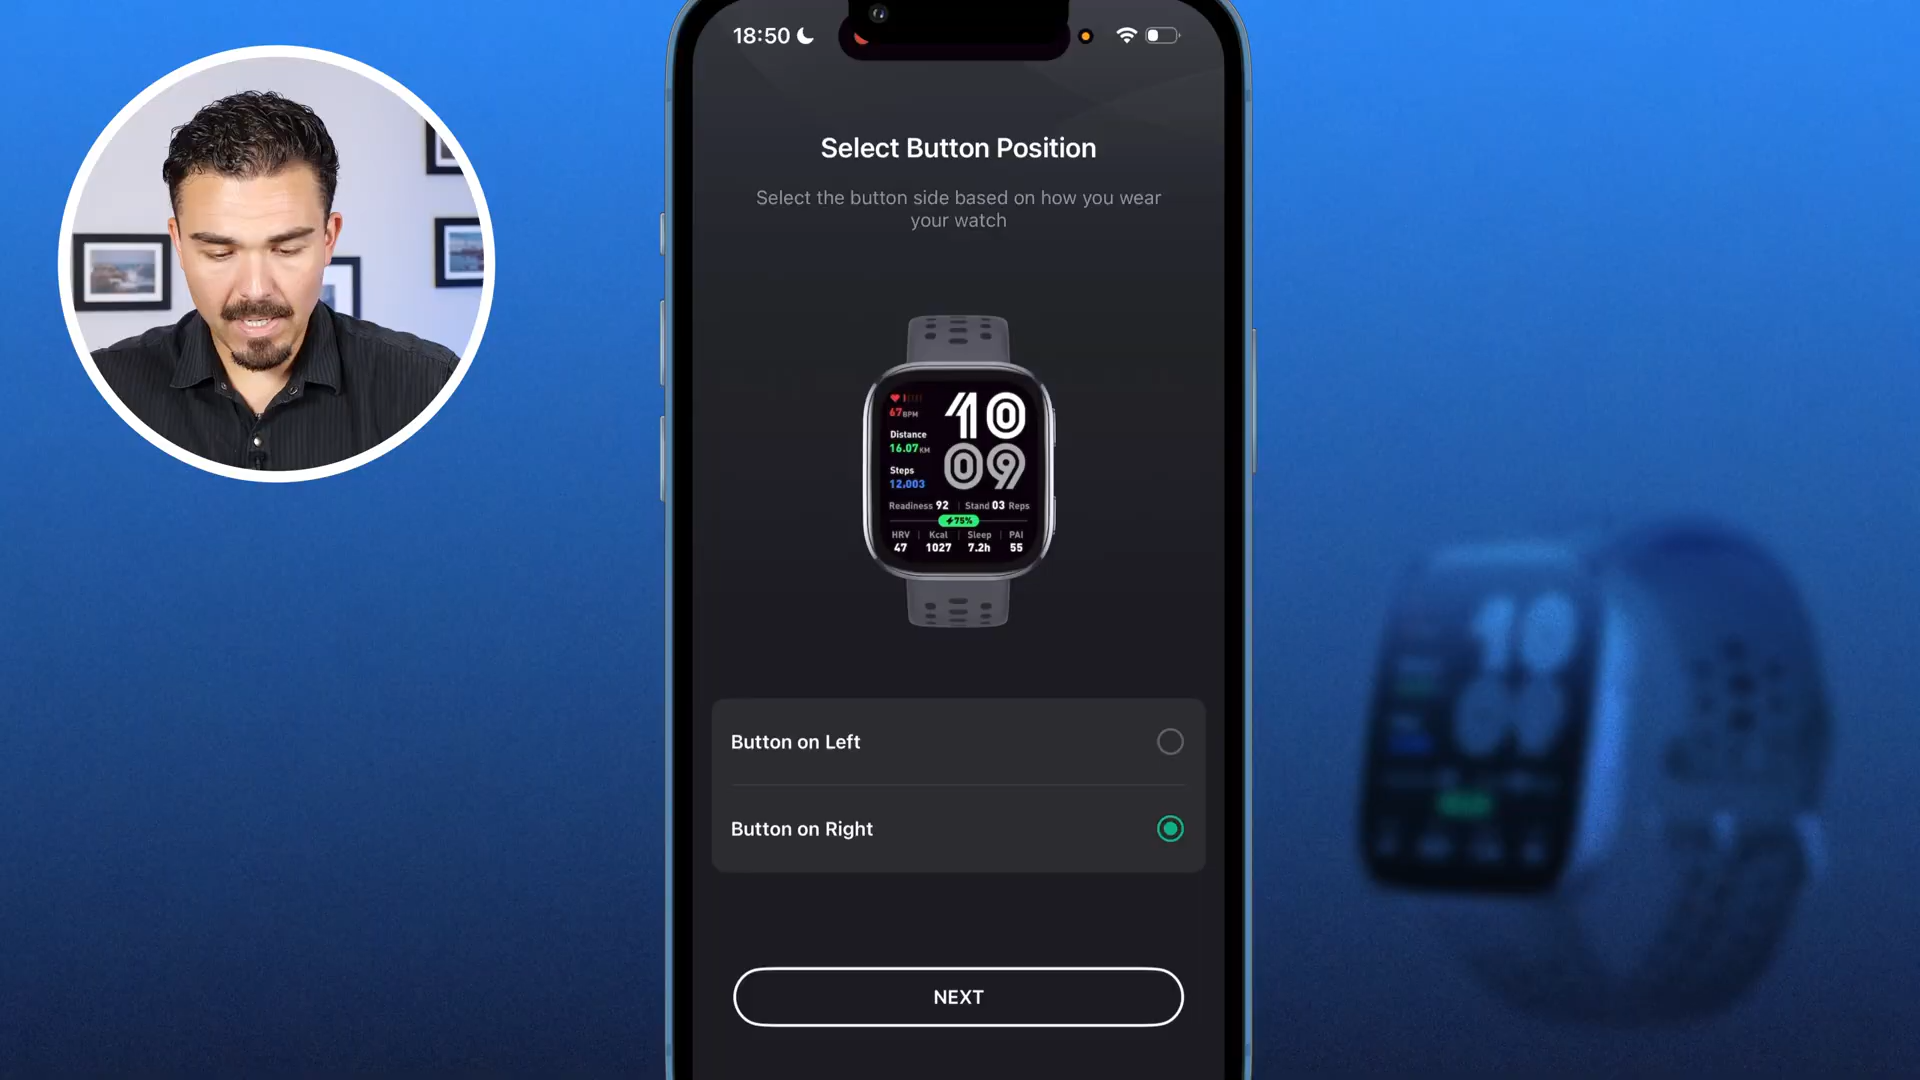 18:50
Select Button Position
Select the button side based on how you wear
your watch
67BPM
10
Distance
16.07KM
09
Steps
12,003
Readiness 92 Stand 03 Reps
75%
HRV Kcal Sleep PAI
47 1027 7.2h 55
Button on Left
Button on Right
NEXT